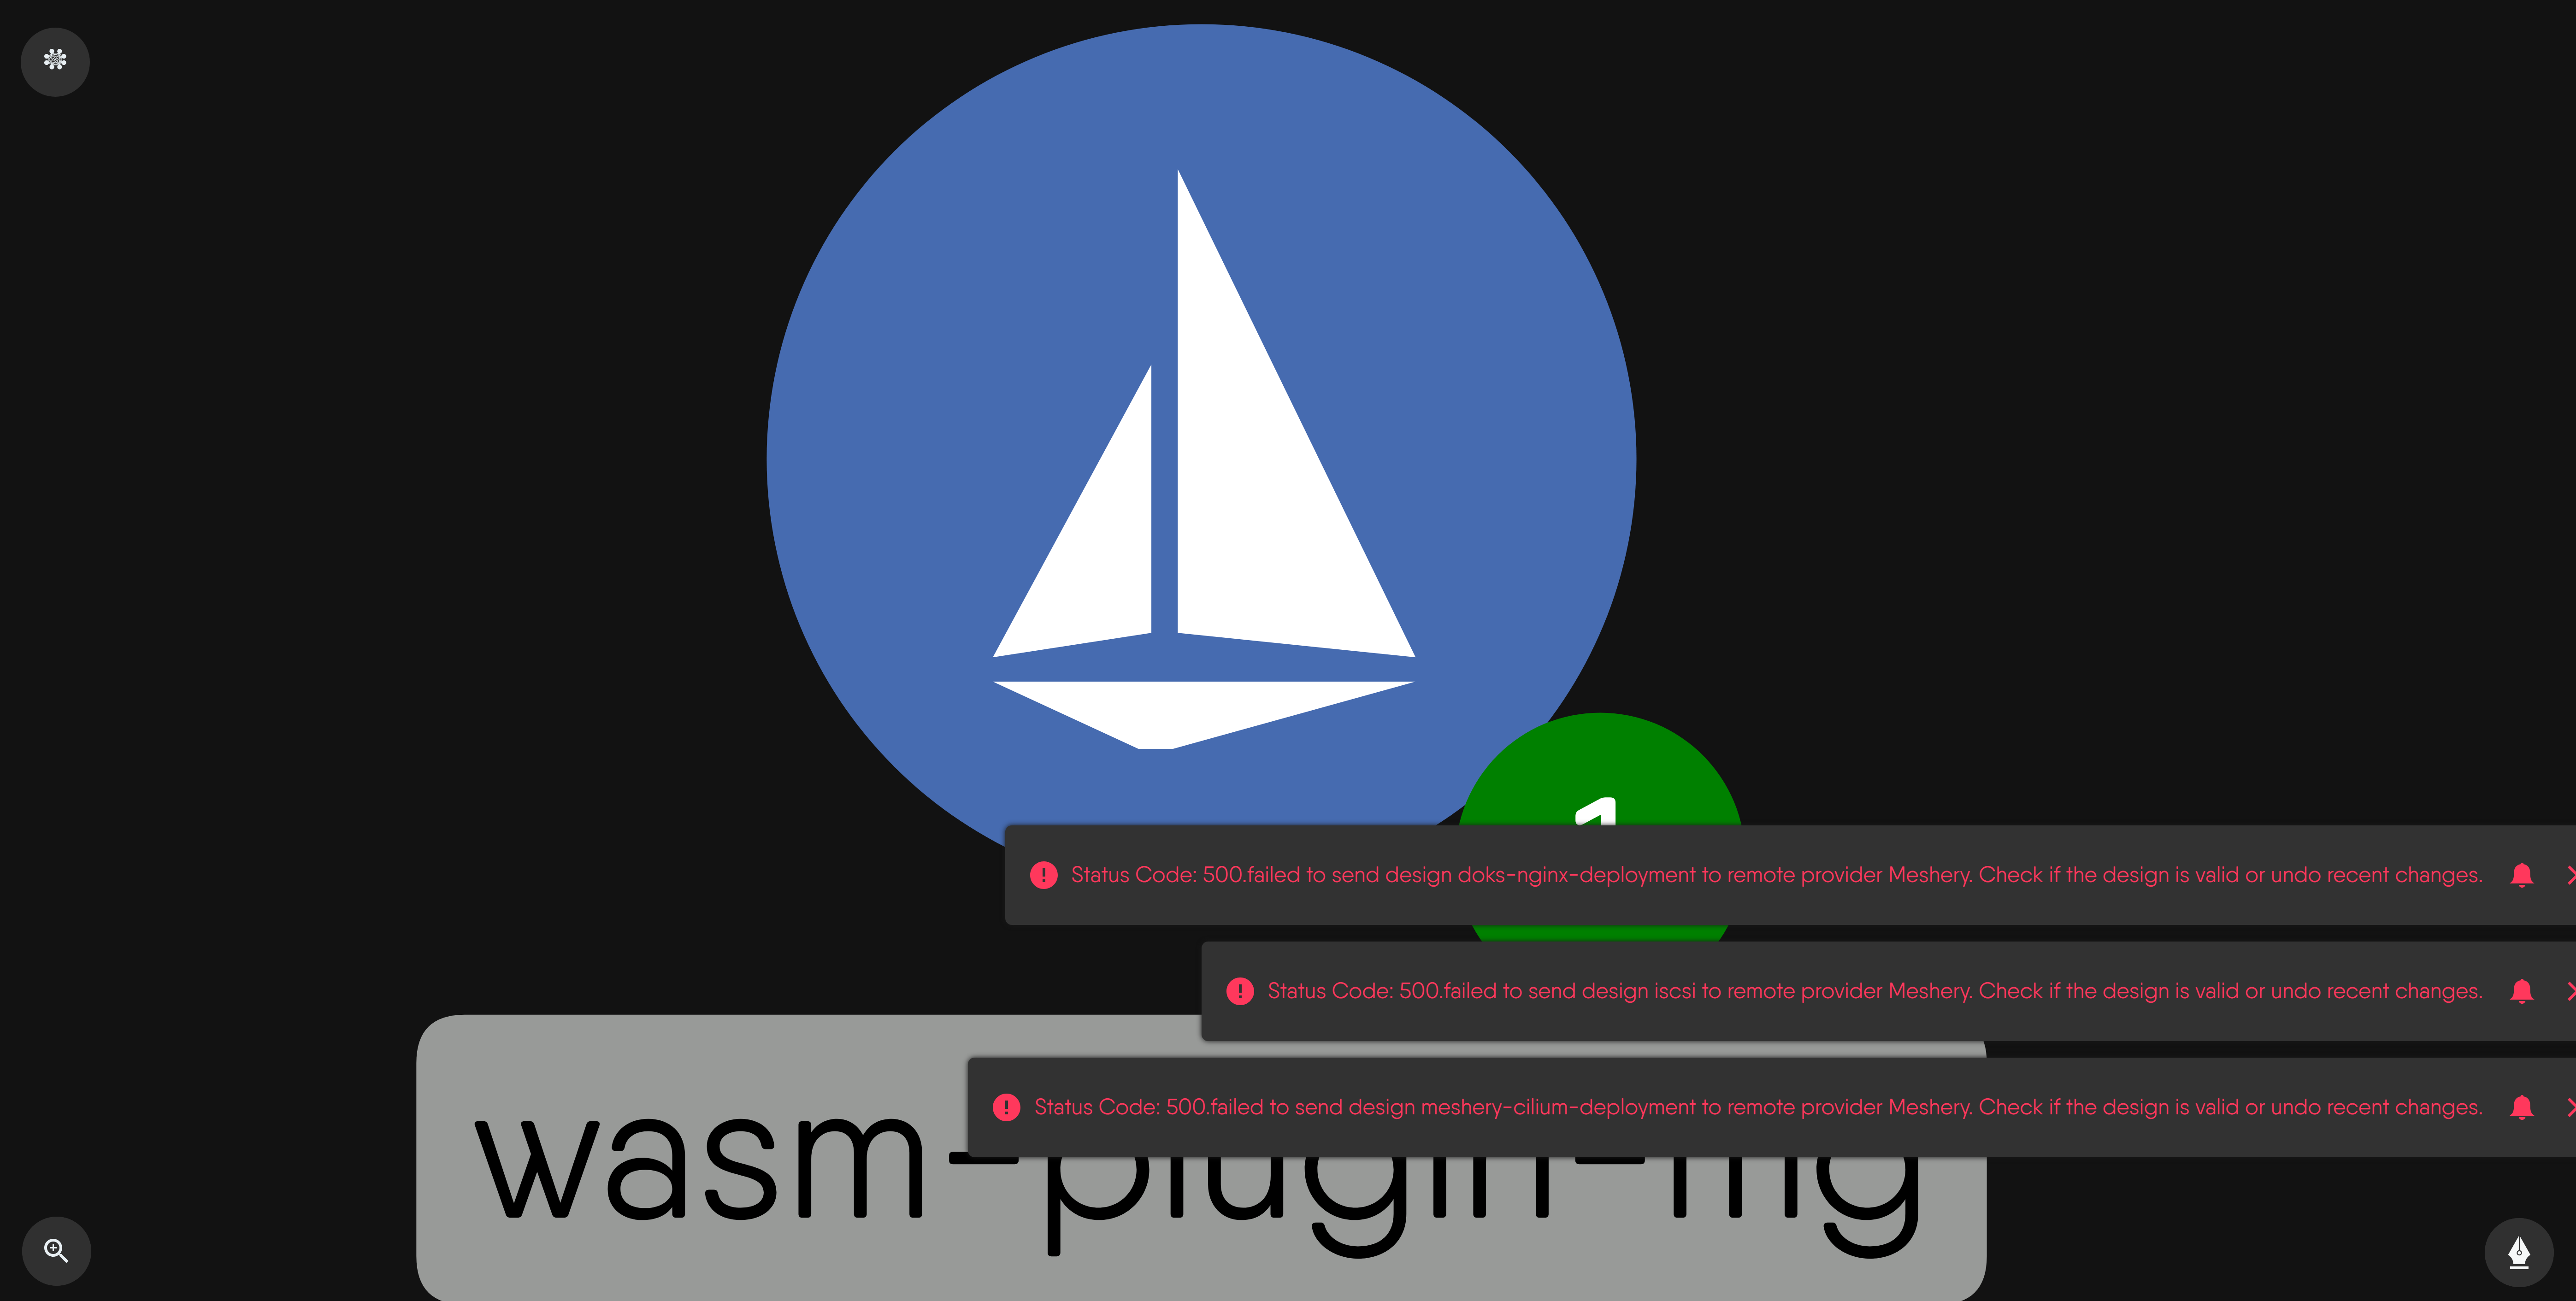 1
Status Code: 500.failed to send design doks-nginx-deployment to remote provider Meshery. Check if the design is valid or undo recent changes.
Status Code: 500.failed to send design iscsi to remote provider Meshery. Check if the design is valid or undo recent changes.
Status Code: 500.failed to send design meshery-cilium-deployment to remote provider Meshery. Check if the design is valid or undo recent changes.
wasm-plugin-